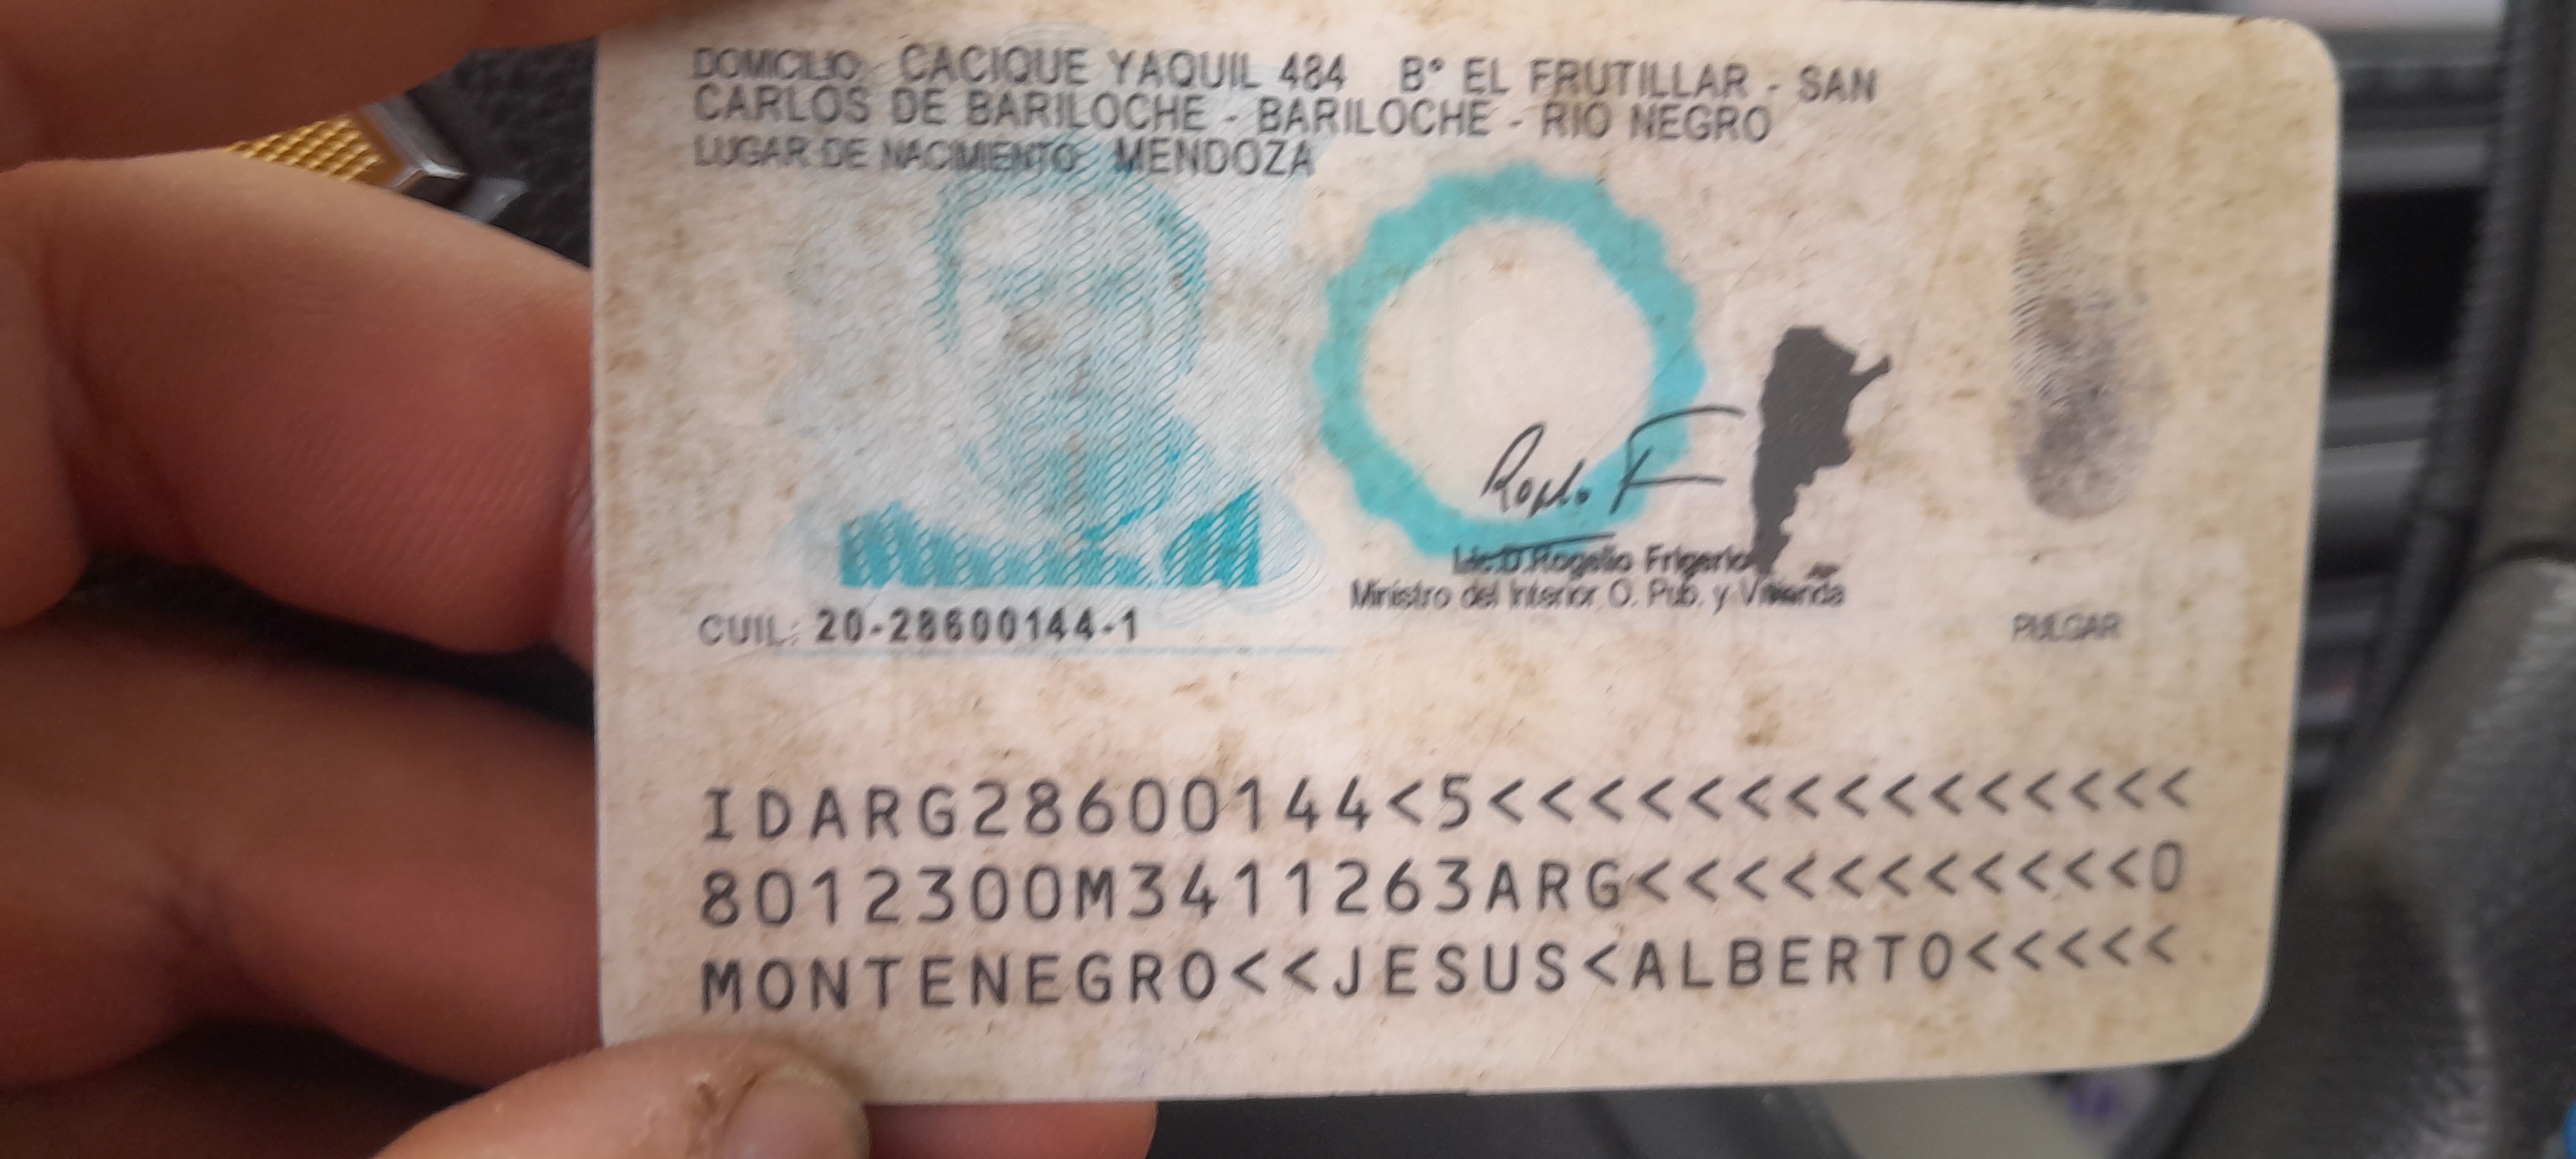 DOMICILIO: CACIQUE YAQUIL 484 B° EL FRUTILLAR - SAN
CARLOS DE BARILOCHE - BARILOCHE - RIO NEGRO
LUGAR DE NACIMIENTO: MENDOZA
Lic.D.Rogelio Frigerio
Ministro del Interior, O. Pub. y Vivienda
CUIL: 20-28600144-1
PULGAR
IDARG28600144<5<<<<<<<<<<<<<<<
8012300M3411263ARG<<<<<<<<<<<0
MONTENEGRO<<JESUS<ALBERTO<<<<<